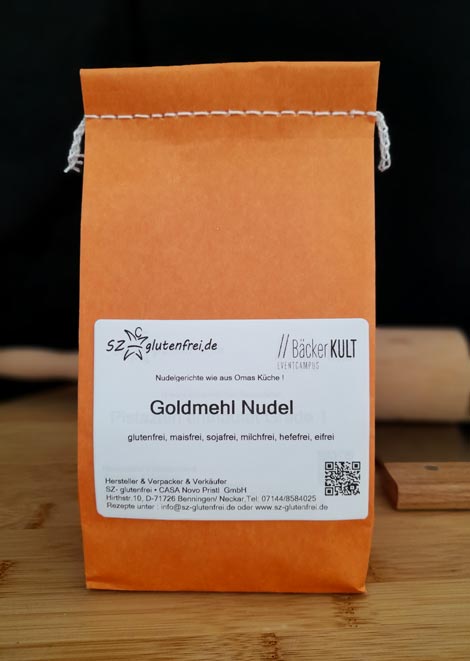 SZ glutenfrei.de
// BäckerKULT
EVENTCAMPUS
Nudelgerichte wie aus Omas Küche !
Goldmehl Nudel
glutenfrei, maisfrei, sojafrei, milchfrei, hefefrei, eifrei
Hersteller & Verpacker & Verkäufer
SZ- glutenfrei • CASA Novo Pristl GmbH
Hirthstr.10, D-71726 Benningen/ Neckar,Tel: 07144/8584025
Rezepte unter : info@sz-glutenfrei.de oder www.sz-glutenfrei.de